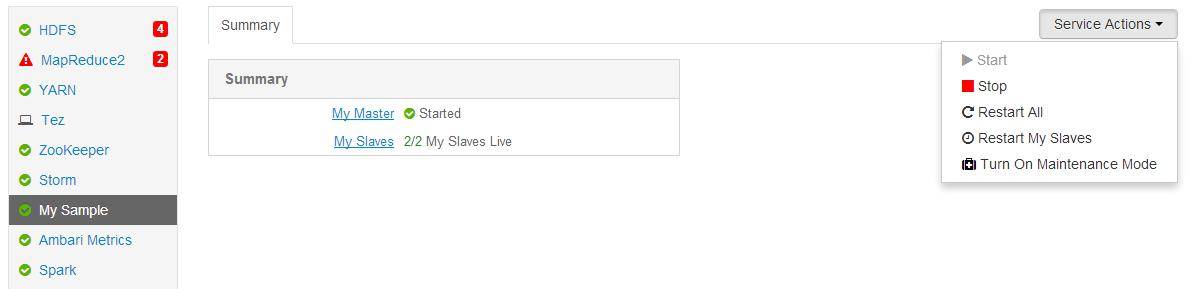 HDFS 4
MapReduce2 2
YARN
Tez
ZooKeeper
Storm
My Sample
Ambari Metrics
Spark
Summary
Summary
My Master Started
My Slaves 2/2 My Slaves Live
Service Actions
Start
Stop
Restart All
Restart My Slaves
Turn On Maintenance Mode